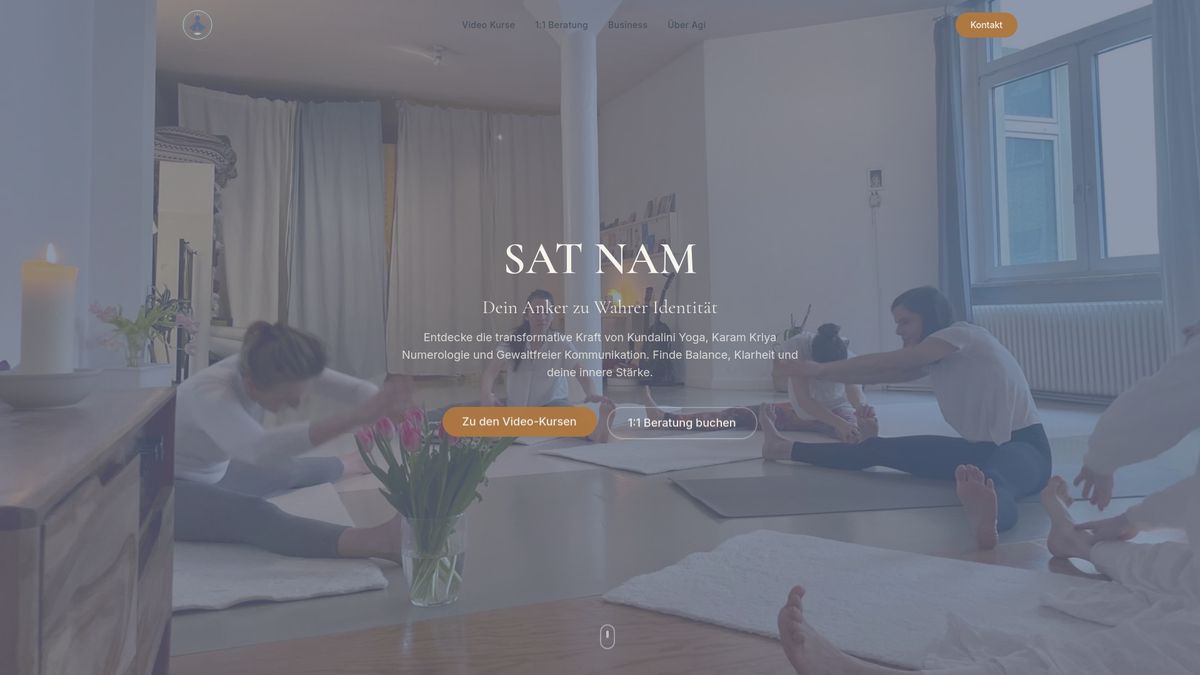 Video Kurse
1:1 Beratung
Business
Über Agi
Kontakt
SAT NAM
Dein Anker zu Wahrer Identität
Entdecke die transformative Kraft von Kundalini Yoga, Karam Kriya
Numerologie und Gewaltfreier Kommunikation. Finde Balance, Klarheit und
deine innere Stärke.
Zu den Video-Kursen
1:1 Beratung buchen